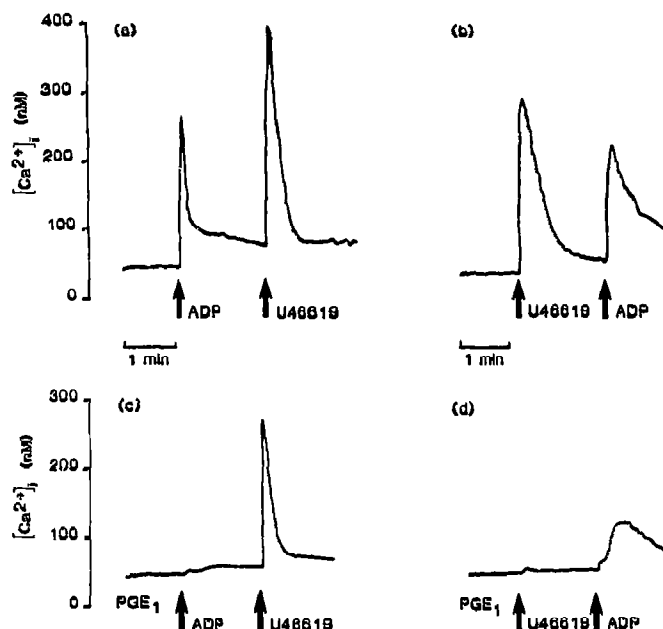 (a)
(b)
400
300
200
100
0
[Ca²⁺]ᵢ (nM)
ADP
U46619
U46619
ADP
1 min
1 min
(c)
(d)
300
200
100
0
[Ca²⁺]ᵢ (nM)
PGE₁
ADP
U46619
PGE₁
U46619
ADP